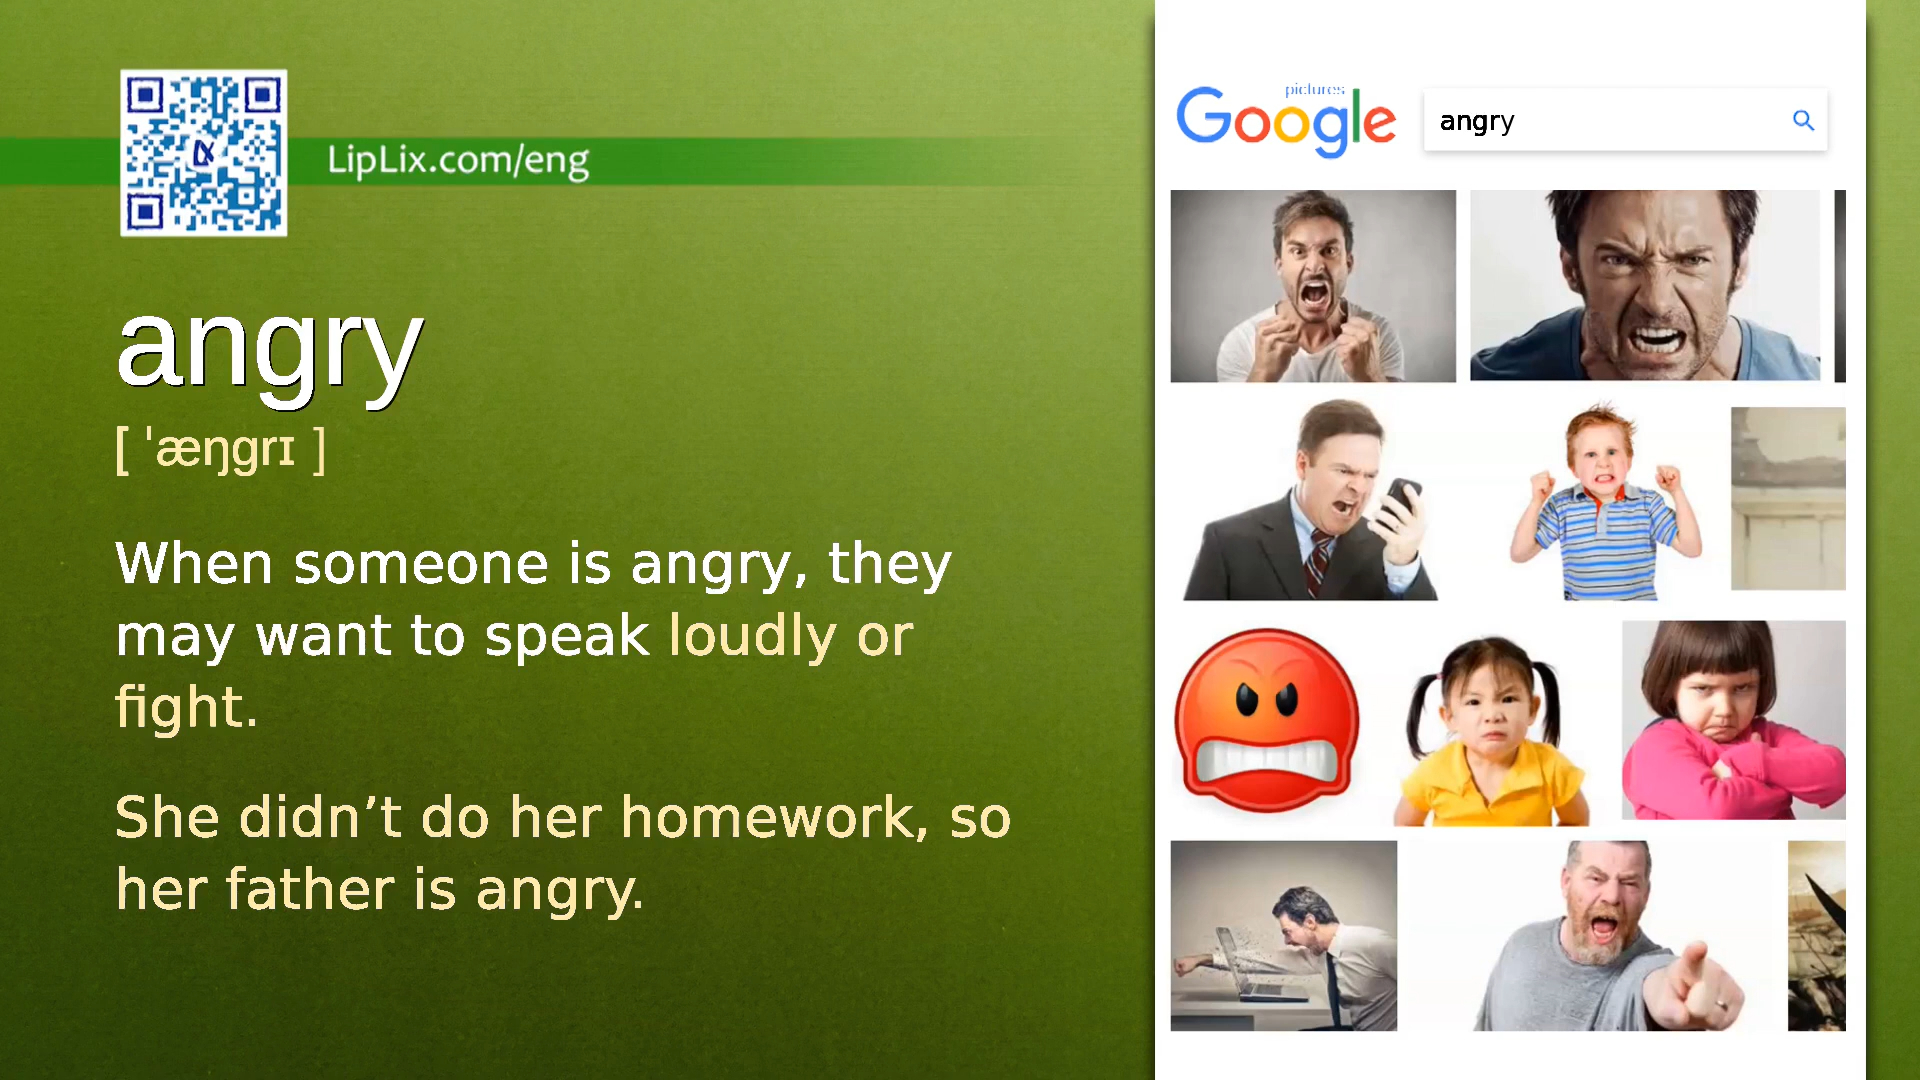 LipLix.com/eng
angry
[ ˈæŋgrɪ ]
When someone is angry, they
may want to speak loudly or
fight.
She didn’t do her homework, so
her father is angry.
pictures
Google
angry